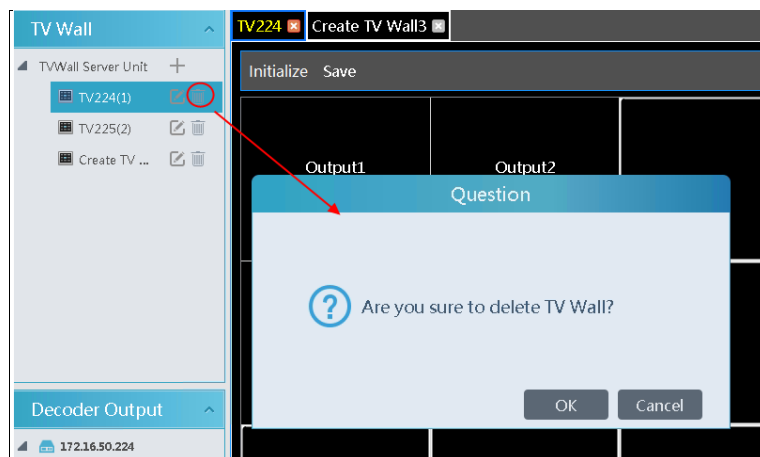 TV Wall
TVWall Server Unit
TV224(1)
TV225(2)
Create TV ...
Decoder Output
172.16.50.224
TV224 Create TV Wall3
Initialize Save
Output1 Output2
Question
Are you sure to delete TV Wall?
OK Cancel